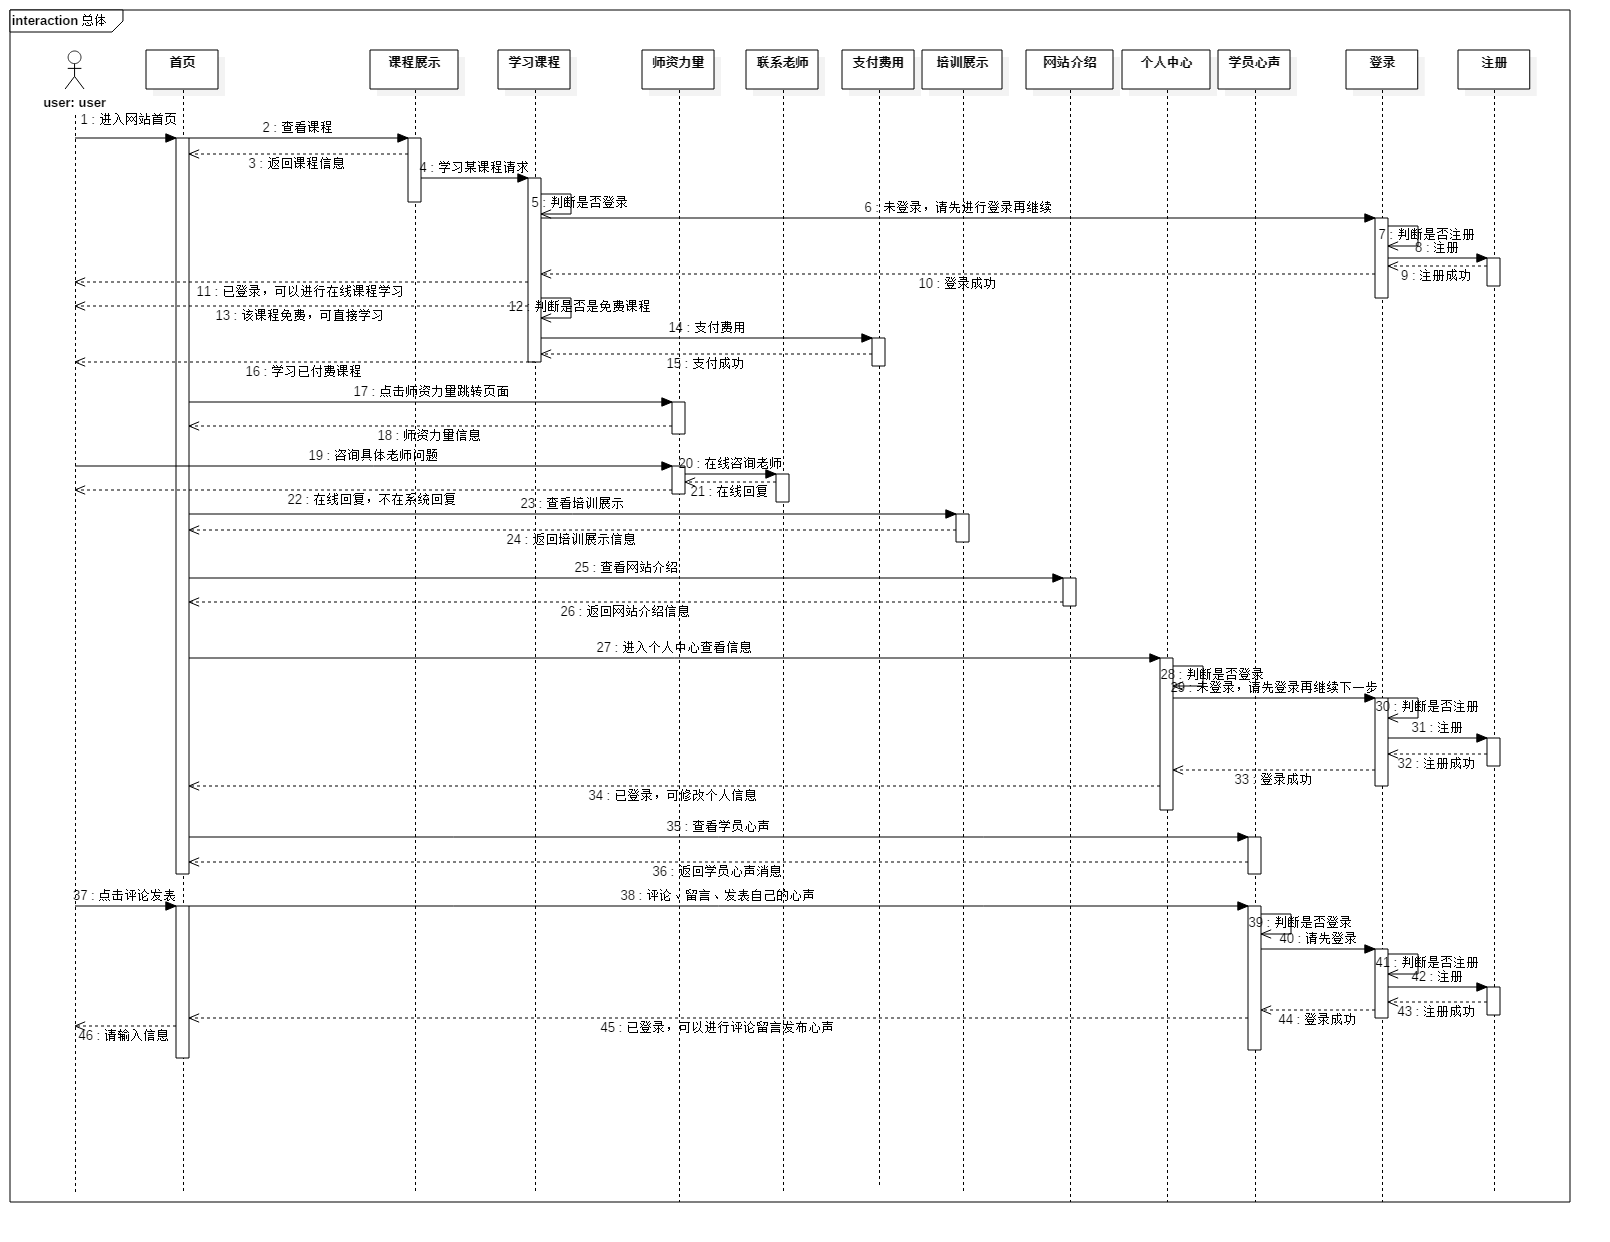 interaction 总体
user: user
首页
课程展示
学习课程
师资力量
联系老师
支付费用
培训展示
网站介绍
个人中心
学员心声
登录
注册
1 : 进入网站首页
2 : 查看课程
3 : 返回课程信息
4 : 学习某课程请求
5 : 判断是否登录
6 : 未登录，请先进行登录再继续
7 : 判断是否注册
8 : 注册
9 : 注册成功
10 : 登录成功
11 : 已登录，可以进行在线课程学习
12 : 判断是否是免费课程
13 : 该课程免费，可直接学习
14 : 支付费用
15 : 支付成功
16 : 学习已付费课程
17 : 点击师资力量跳转页面
18 : 师资力量信息
19 : 咨询具体老师问题
20 : 在线咨询老师
21 : 在线回复
22 : 在线回复，不在系统回复
23 : 查看培训展示
24 : 返回培训展示信息
25 : 查看网站介绍
26 : 返回网站介绍信息
27 : 进入个人中心查看信息
28 : 判断是否登录
29 : 未登录，请先登录再继续下一步
30 : 判断是否注册
31 : 注册
32 : 注册成功
33 : 登录成功
34 : 已登录，可修改个人信息
35 : 查看学员心声
36 : 返回学员心声消息
37 : 点击评论发表
38 : 评论、留言、发表自己的心声
39 : 判断是否登录
40 : 请先登录
41 : 判断是否注册
42 : 注册
43 : 注册成功
44 : 登录成功
45 : 已登录，可以进行评论留言发布心声
46 : 请输入信息